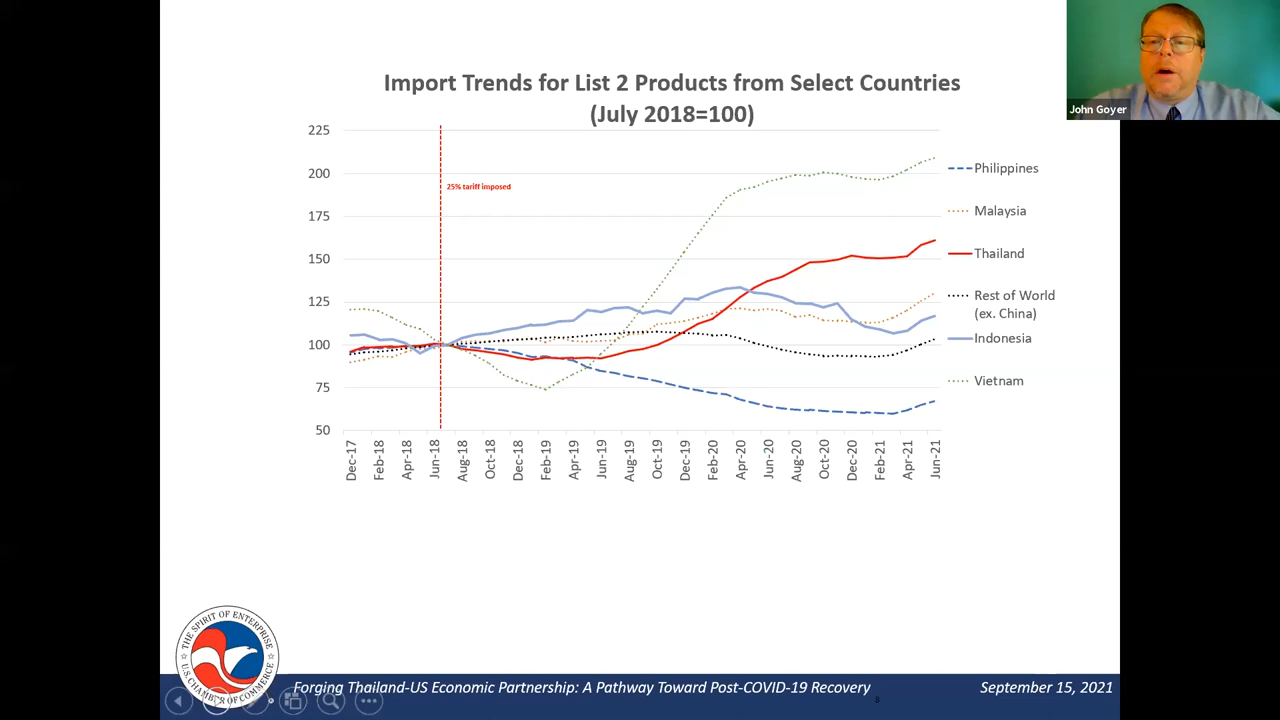 John Goyer
Import Trends for List 2 Products from Select Countries
(July 2018=100)
225
200
175
150
125
100
75
50
25% tariff imposed
Philippines
Malaysia
Thailand
Rest of World
(ex. China)
Indonesia
Vietnam
Dec-17
Feb-18
Apr-18
Jun-18
Aug-18
Oct-18
Dec-18
Feb-19
Apr-19
Jun-19
Aug-19
Oct-19
Dec-19
Feb-20
Apr-20
Jun-20
Aug-20
Oct-20
Dec-20
Feb-21
Apr-21
Jun-21
THE SPIRIT OF ENTERPRISE
U.S. CHAMBER OF COMMERCE
Forging Thailand-US Economic Partnership: A Pathway Toward Post-COVID-19 Recovery
8
September 15, 2021